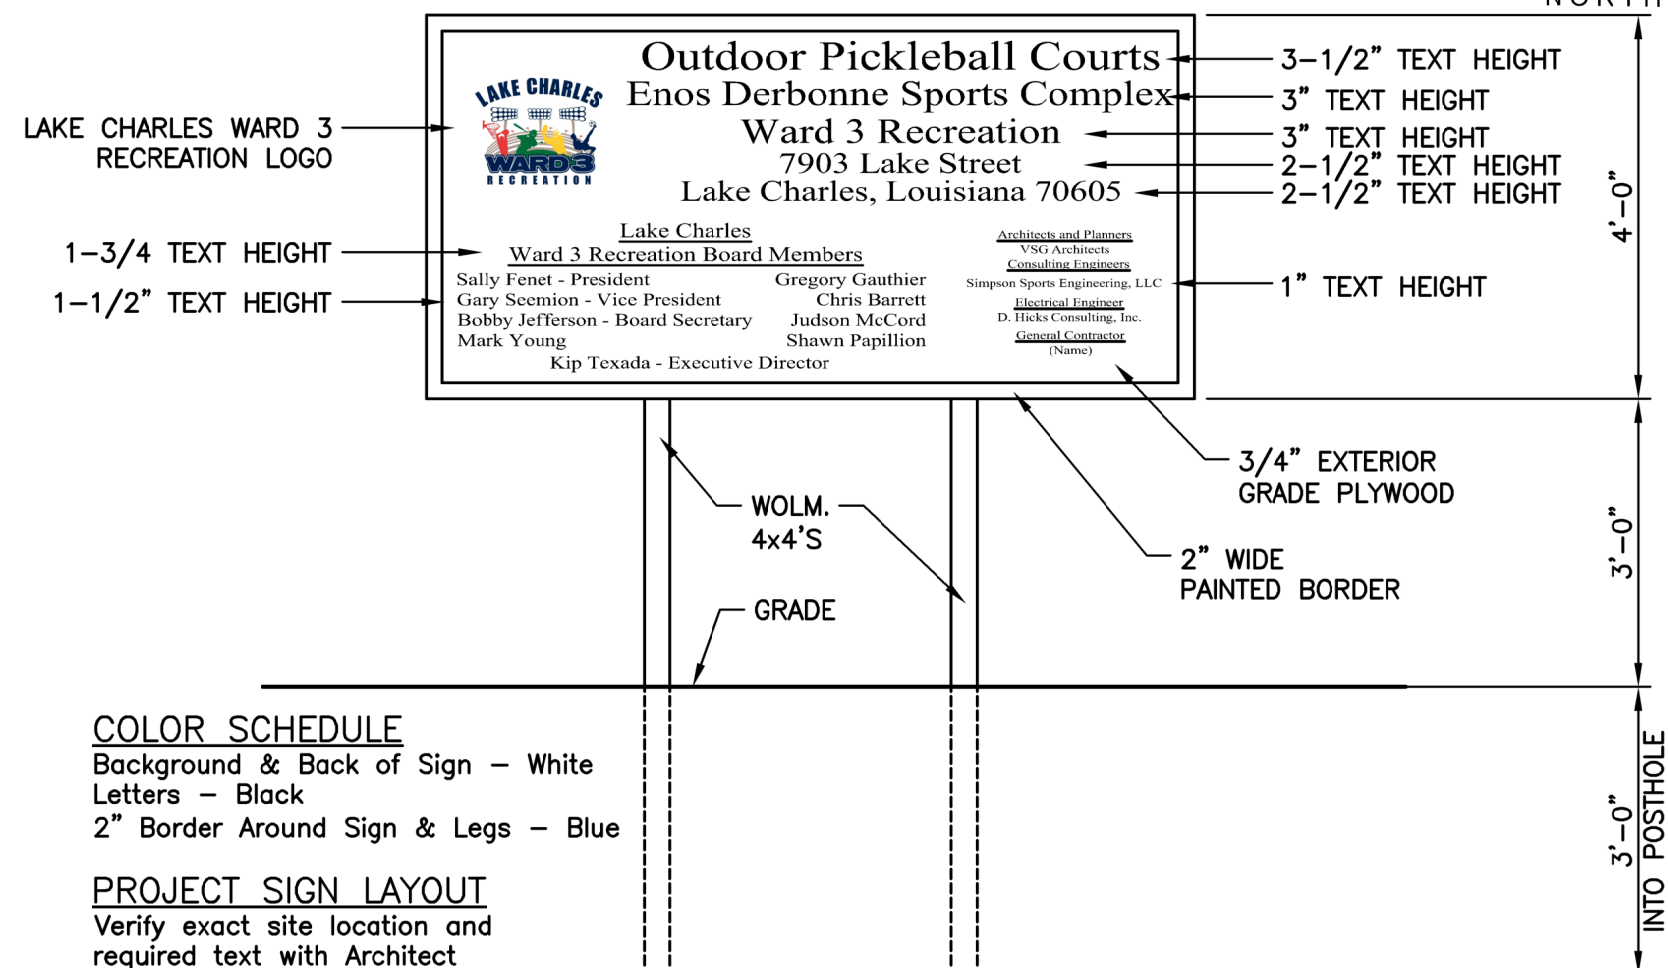 NORTH
Outdoor Pickleball Courts
Enos Derbonne Sports Complex
Ward 3 Recreation
7903 Lake Street
Lake Charles, Louisiana 70605
LAKE CHARLES
WARD 3
RECREATION
LAKE CHARLES WARD 3
RECREATION LOGO
3-1/2" TEXT HEIGHT
3" TEXT HEIGHT
3" TEXT HEIGHT
2-1/2" TEXT HEIGHT
2-1/2" TEXT HEIGHT
4'-0"
1-3/4 TEXT HEIGHT
1-1/2" TEXT HEIGHT
Lake Charles
Ward 3 Recreation Board Members
Sally Fenet - President
Gary Seemion - Vice President
Bobby Jefferson - Board Secretary
Mark Young
Gregory Gauthier
Chris Barrett
Judson McCord
Shawn Papillion
Kip Texada - Executive Director
Architects and Planners
VSG Architects
Consulting Engineers
Simpson Sports Engineering, LLC
Electrical Engineer
D. Hicks Consulting, Inc.
General Contractor
(Name)
1" TEXT HEIGHT
3/4" EXTERIOR
GRADE PLYWOOD
WOLM.
4x4'S
2" WIDE
PAINTED BORDER
3'-0"
GRADE
COLOR SCHEDULE
Background & Back of Sign – White
Letters – Black
2" Border Around Sign & Legs – Blue
PROJECT SIGN LAYOUT
Verify exact site location and
required text with Architect
3'-0"
INTO POSTHOLE